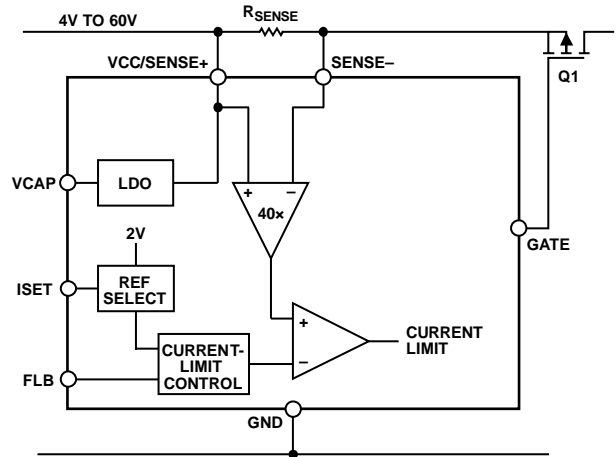 4V TO 60V
RSENSE
VCC/SENSE+
SENSE–
Q1
VCAP
LDO
+
–
40×
GATE
2V
ISET
REF
SELECT
FLB
CURRENT-
LIMIT
CONTROL
+
–
CURRENT
LIMIT
GND